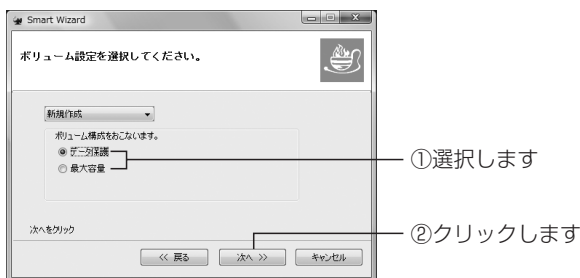 Smart Wizard
ボリューム設定を選択してください。
新規作成
ボリューム構成をおこないます。
データ保護
最大容量
①選択します
次へをクリック
②クリックします
<< 戻る
次へ >>
キャンセル